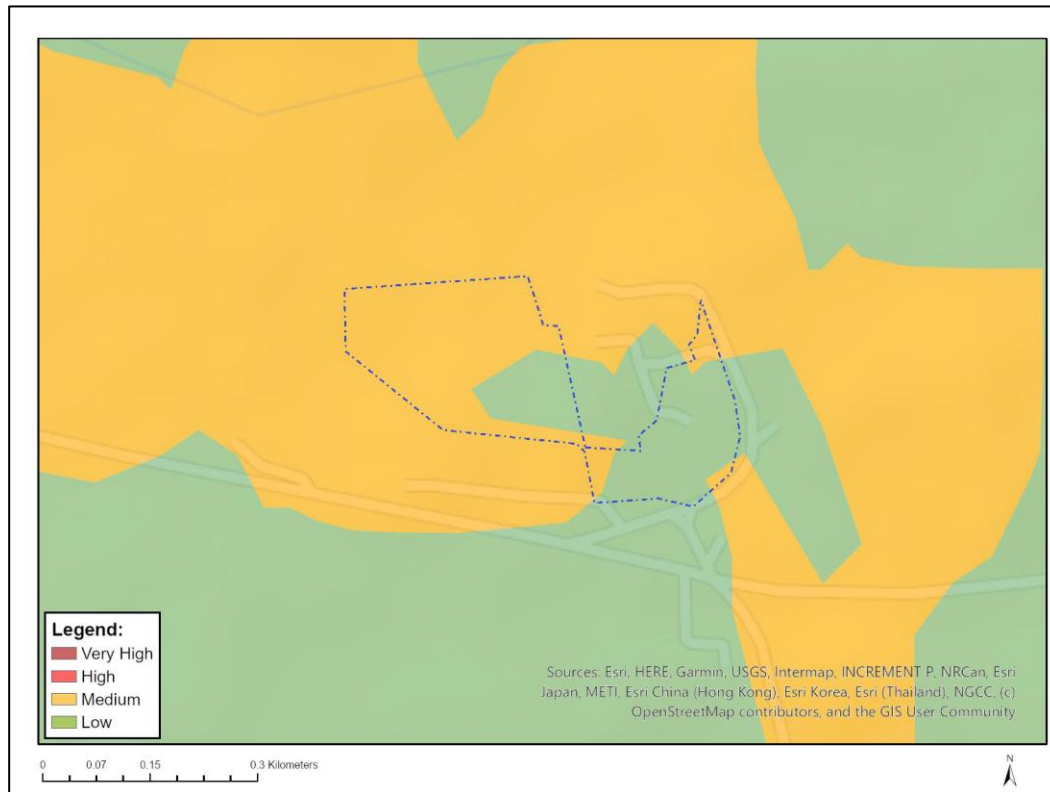 Legend:
Very High
High
Medium
Low
Sources: Esri, HERE, Garmin, USGS, Intermap, INCREMENT P, NRCan, Esri
Japan, METI, Esri China (Hong Kong), Esri Korea, Esri (Thailand), NGCC, (c)
OpenStreetMap contributors, and the GIS User Community
0 0.07 0.15 0.3 Kilometers
N